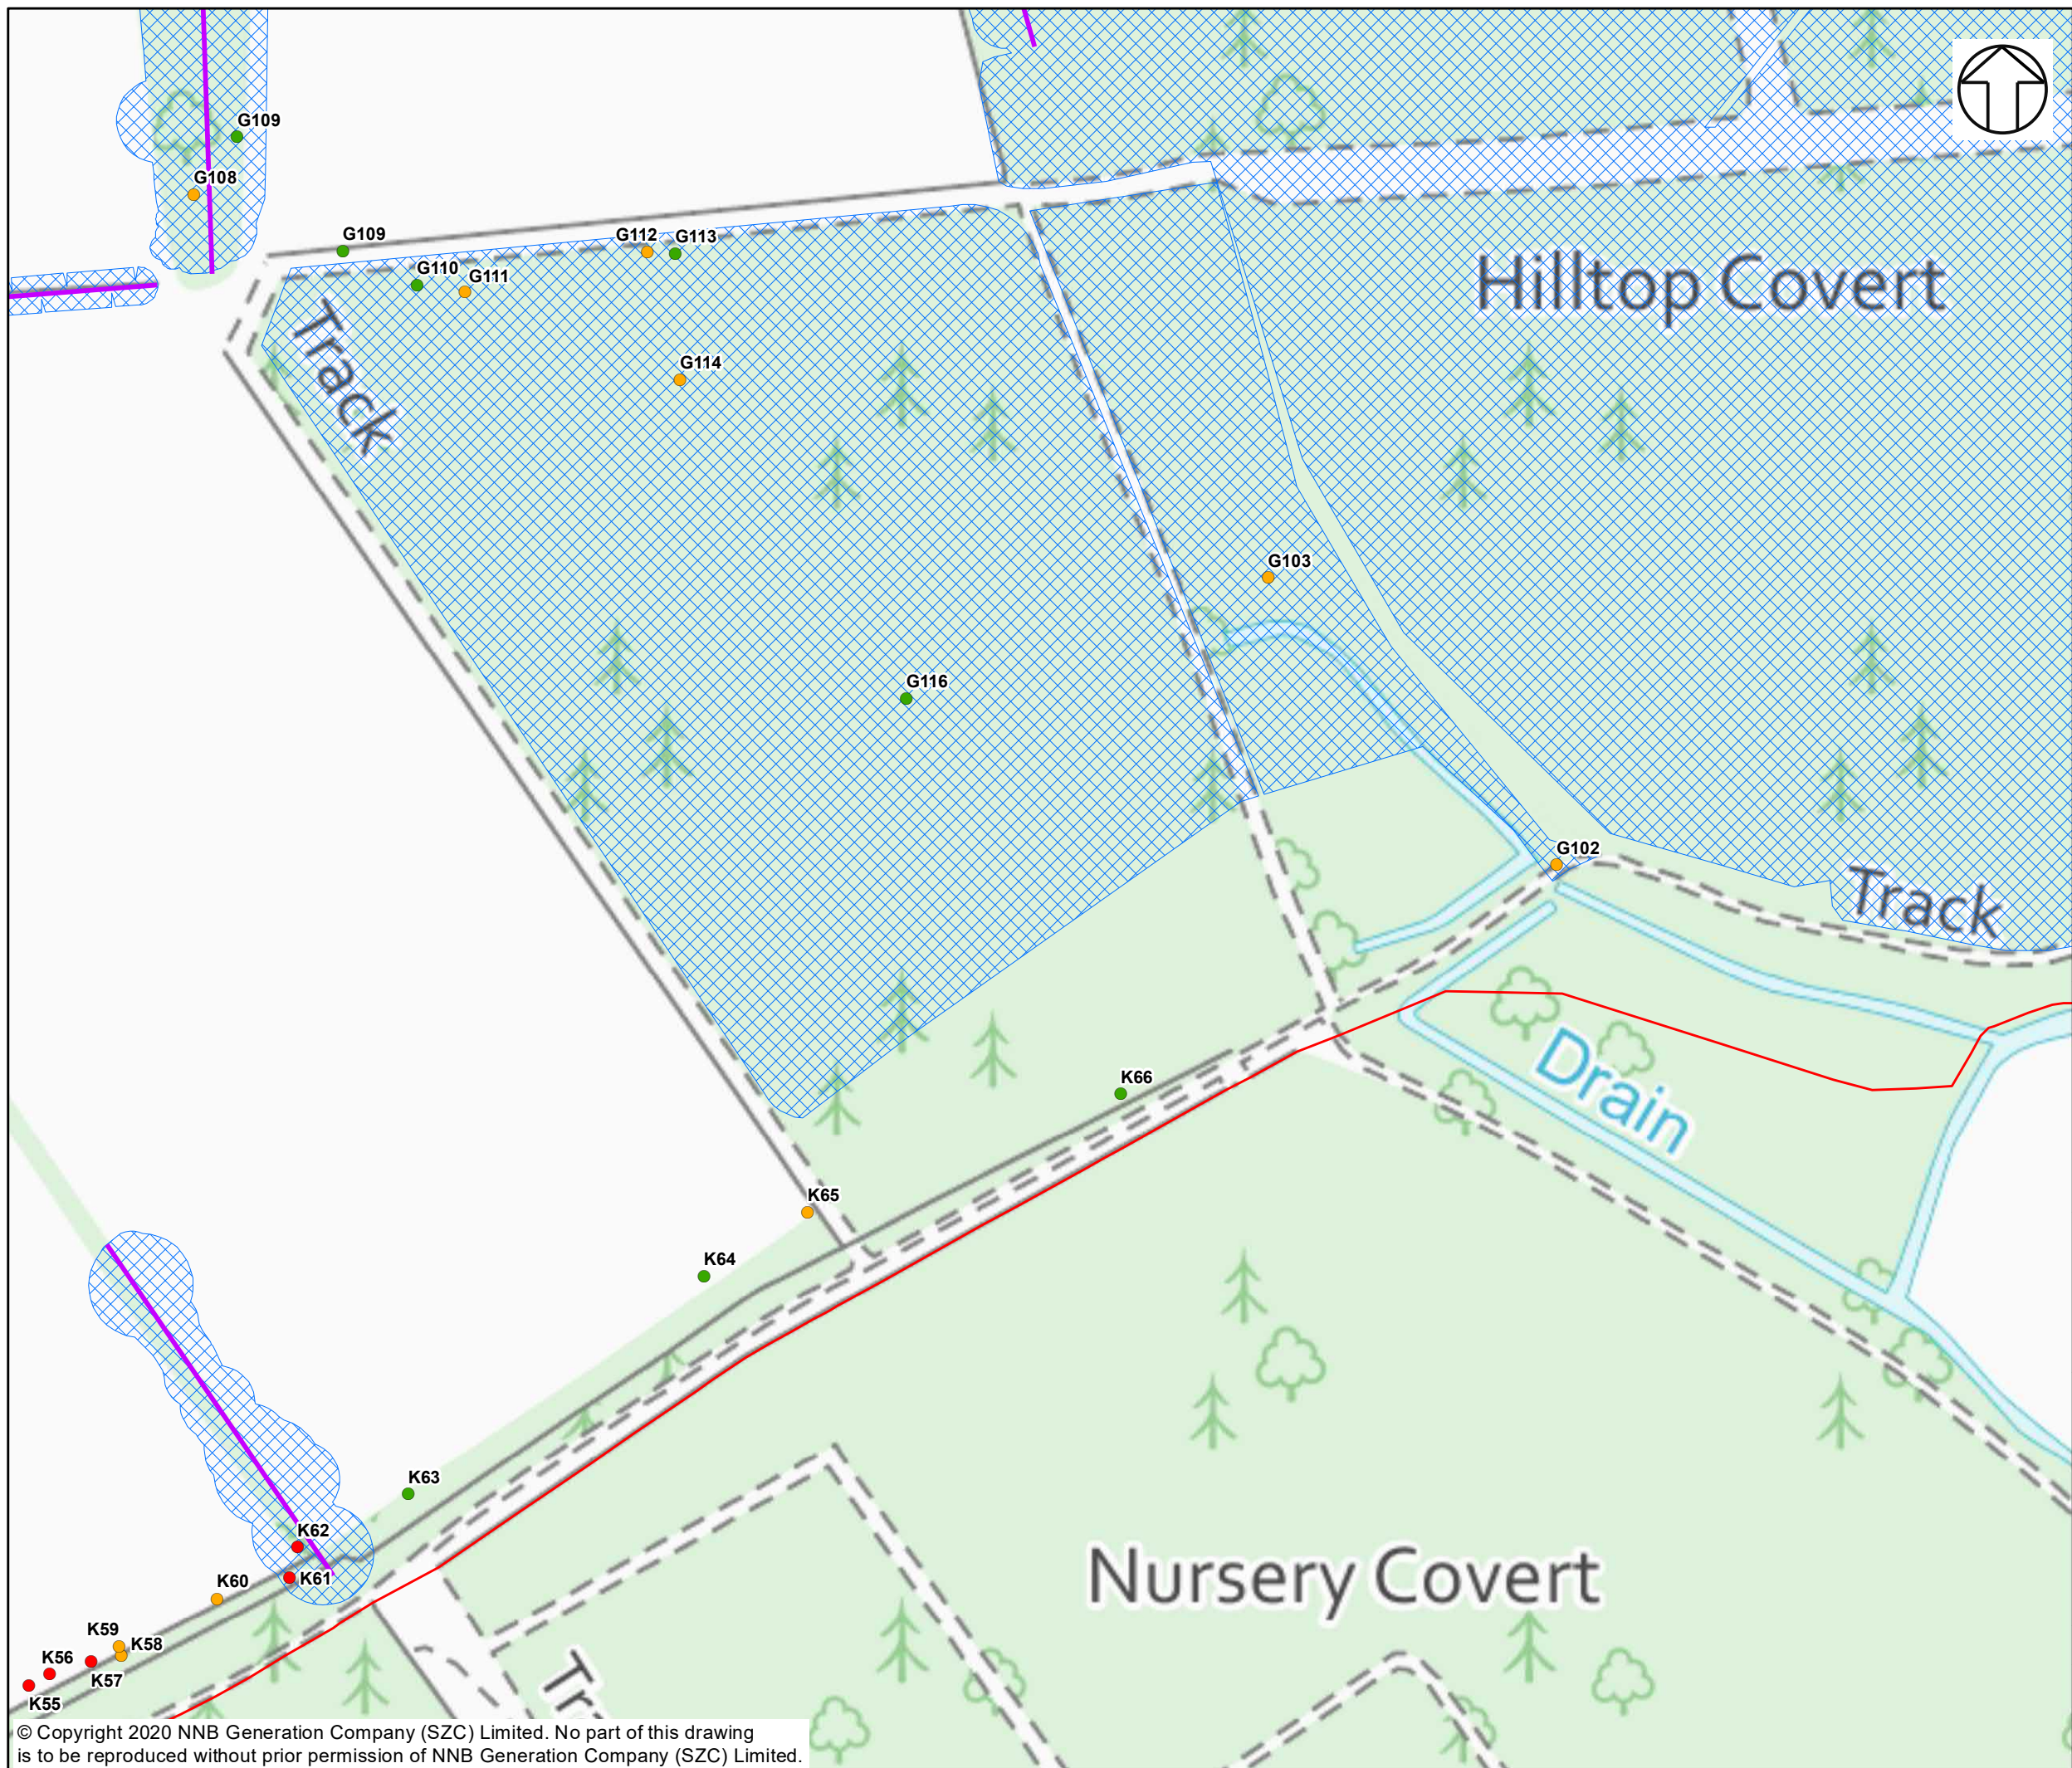 G109
G108
G109
G112
G113
G110
G111
Hilltop Covert
Track
G114
G103
G116
G102
Track
Drain
K66
K65
K64
K63
K62
K61
K60
K59
K58
K56
K57
K55
Nursery Covert
© Copyright 2020 NNB Generation Company (SZC) Limited. No part of this drawing
is to be reproduced without prior permission of NNB Generation Company (SZC) Limited.